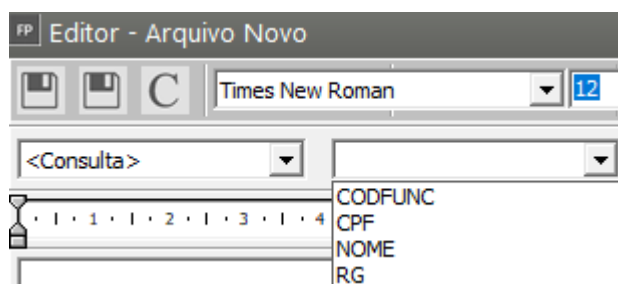 FP Editor - Arquivo Novo
C Times New Roman 12
<Consulta>
1 2 3 4
CODFUNC
CPF
NOME
RG